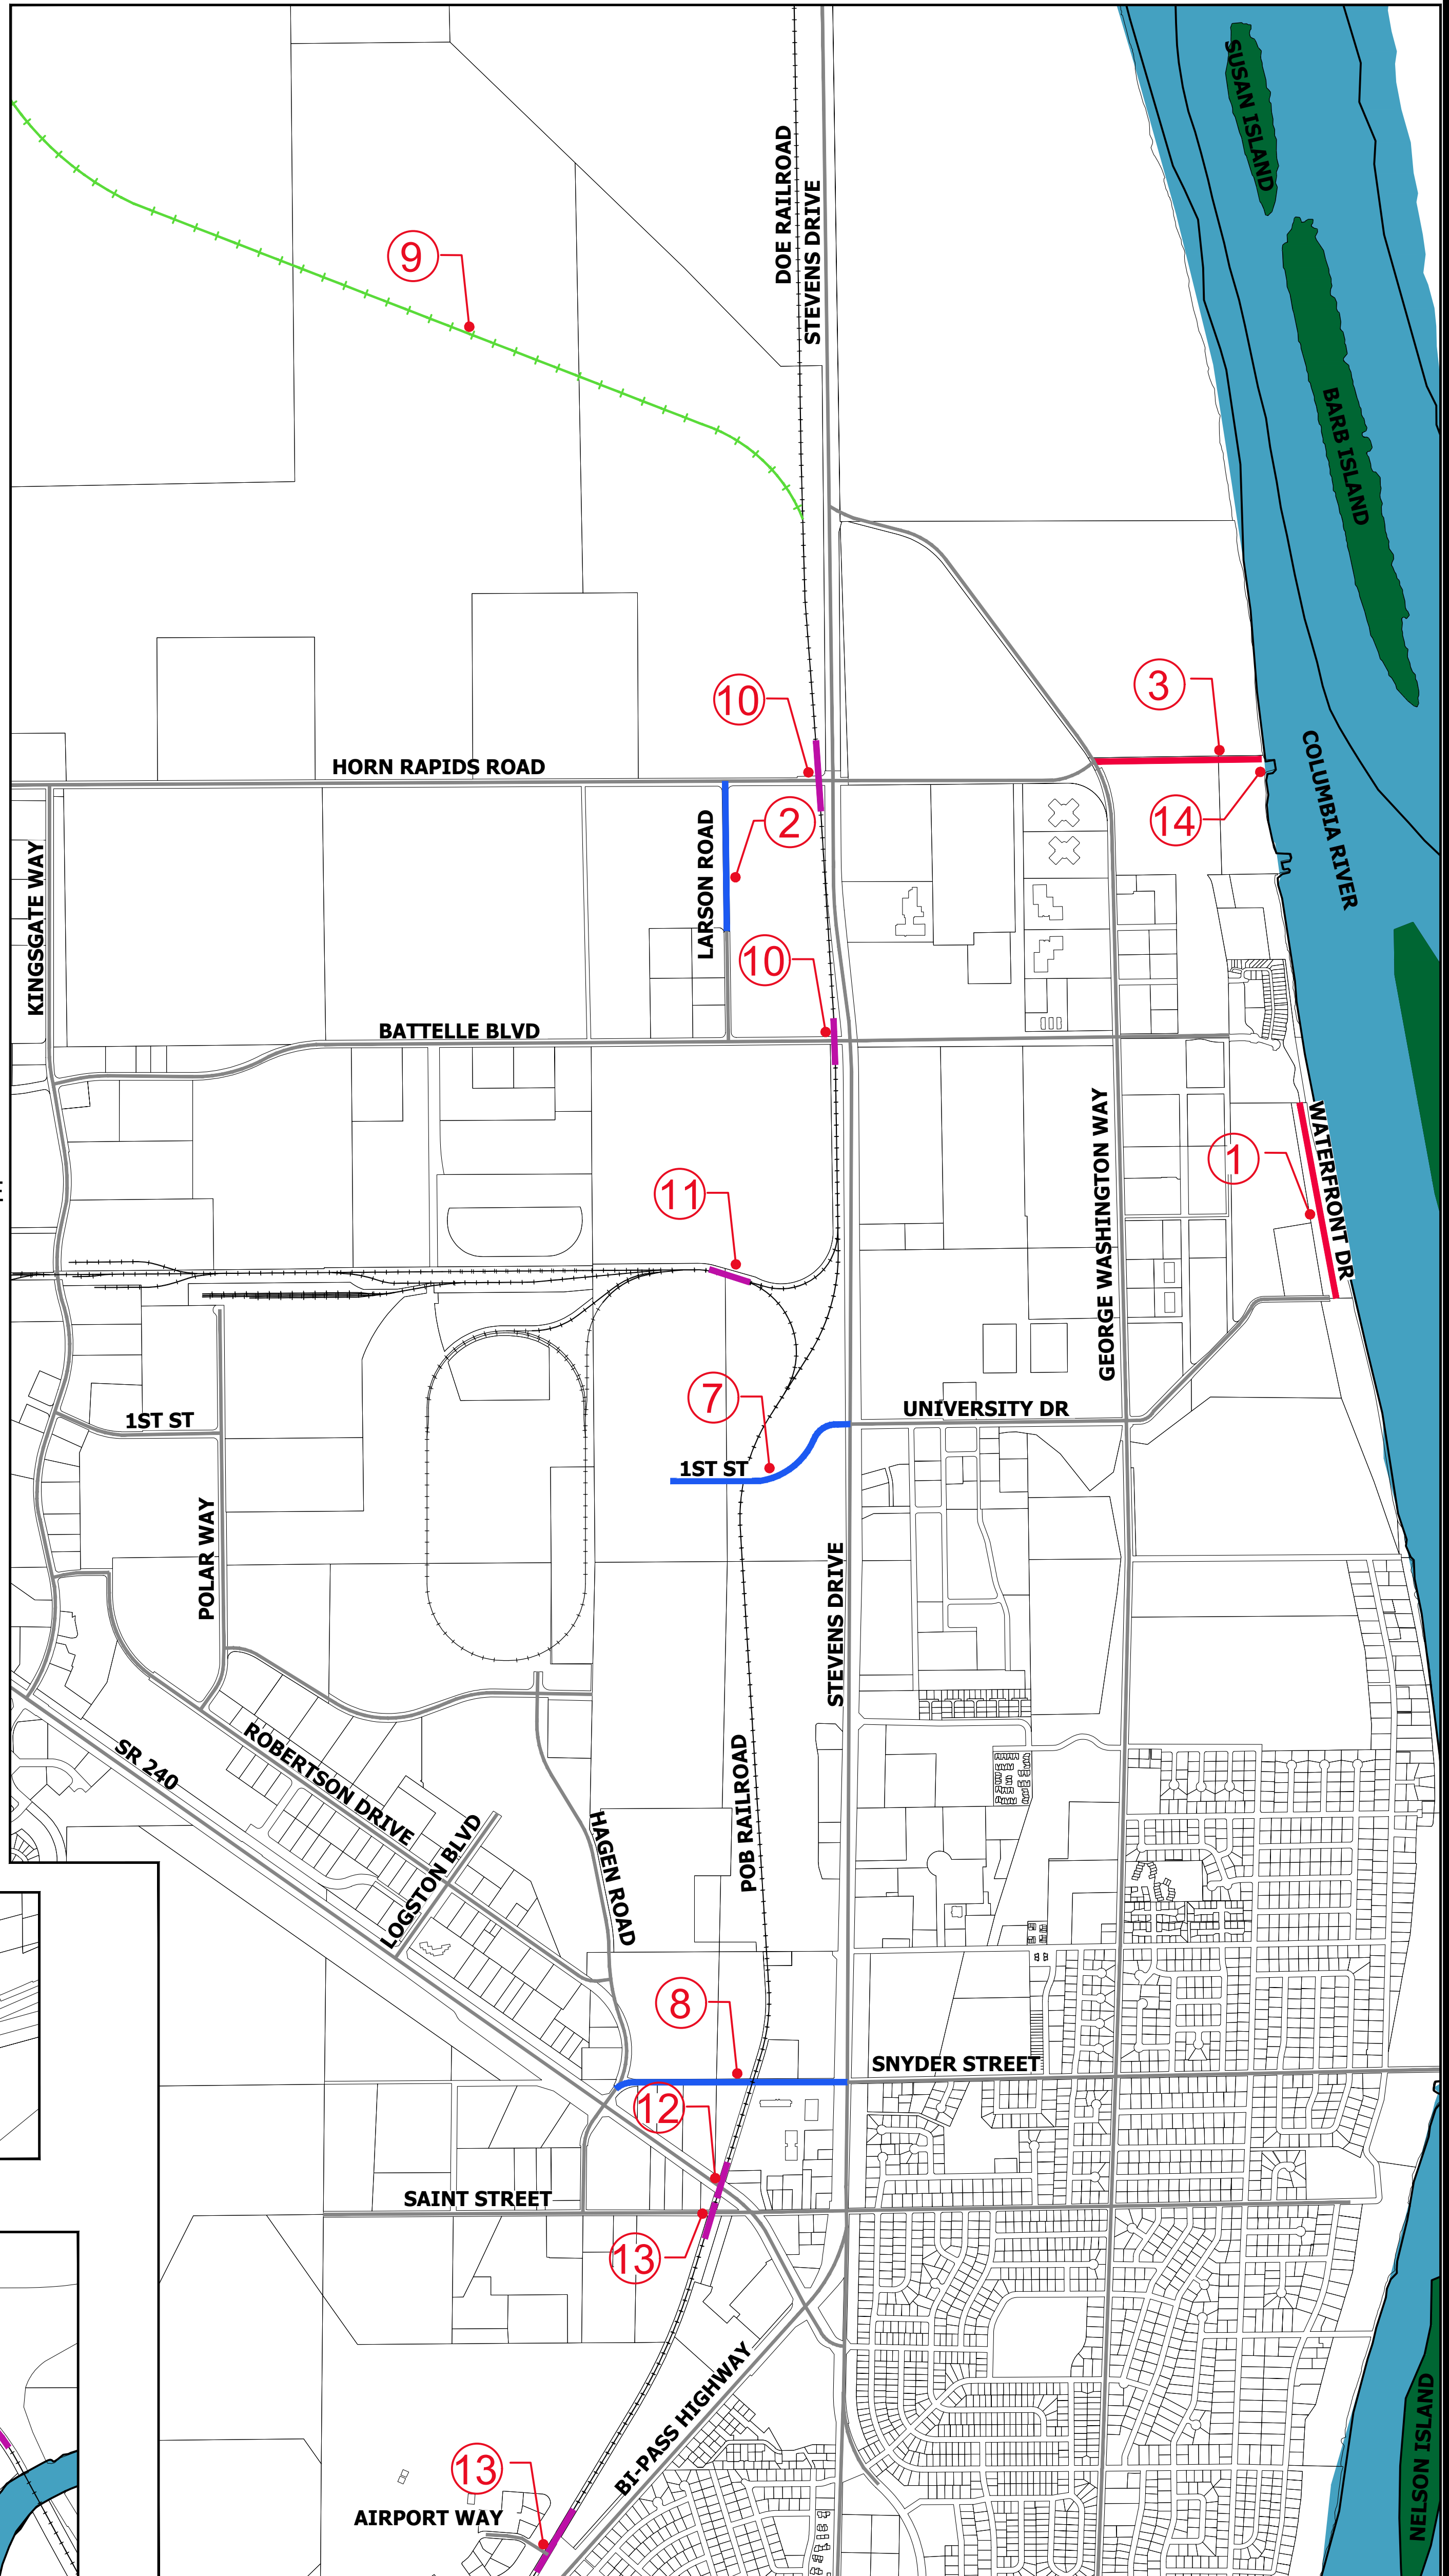 SUSAN ISLAND
DOE RAILROAD
STEVENS DRIVE
9
BARB ISLAND
3
10
COLUMBIA RIVER
HORN RAPIDS ROAD
14
2
LARSON ROAD
KINGSGATE WAY
10
BATTELLE BLVD
WATERFRONT DR
GEORGE WASHINGTON WAY
1
11
7
UNIVERSITY DR
1ST ST
1ST ST
POLAR WAY
STEVENS DRIVE
ROBERTSON DRIVE
SR 240
POB RAILROAD
HAGEN ROAD
LOGSTON BLVD
8
SNYDER STREET
12
SAINT STREET
13
BI-PASS HIGHWAY
NELSON ISLAND
13
AIRPORT WAY